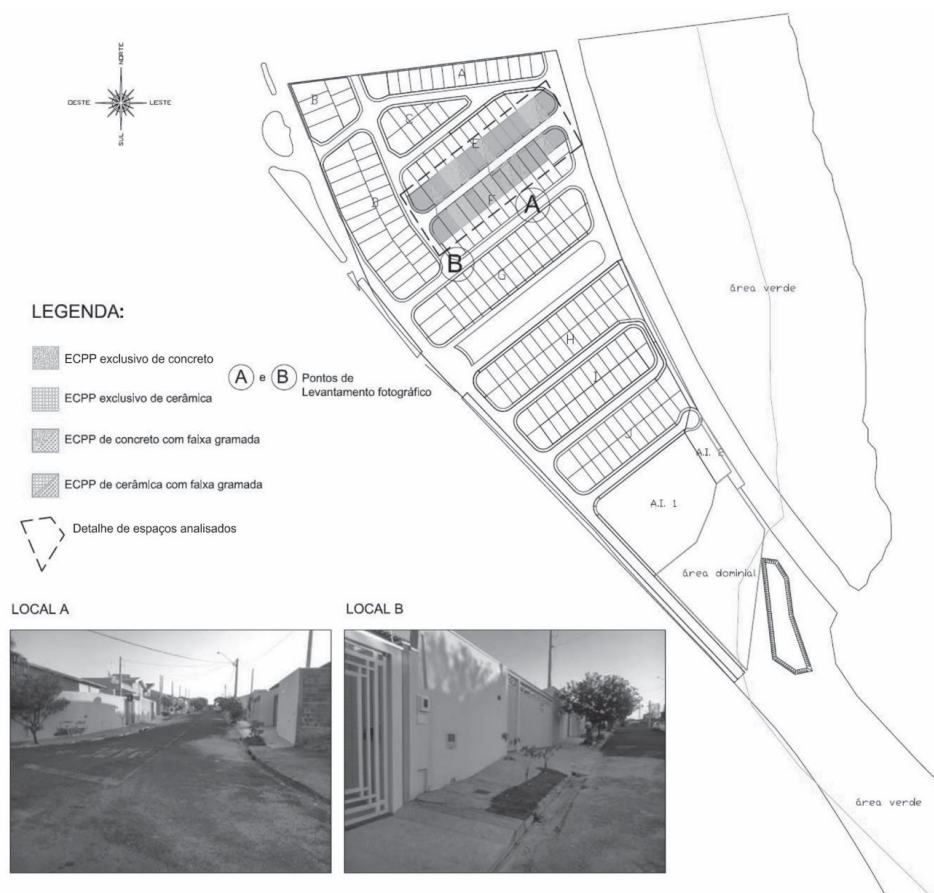 NORTE
OESTE
LESTE
SUL
A
B
C
E
F
G
A
B
área verde
LEGENDA:
ECPP exclusivo de concreto
ECPP exclusivo de cerâmica
ECPP de concreto com faixa gramada
ECPP de cerâmica com faixa gramada
A e B Pontos de
Levantamento fotográfico
Detalhe de espaços analisados
H
I
J
A.I. 2
A.I. 1
área dominial
LOCAL A
LOCAL B
área verde